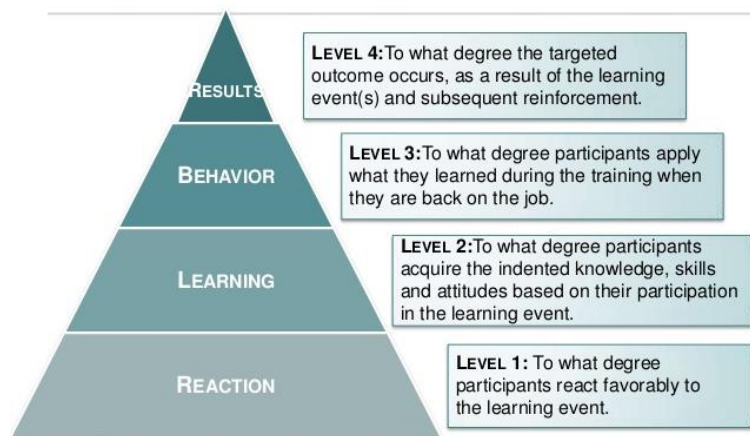 RESULTS
LEVEL 4:To what degree the targeted
outcome occurs, as a result of the learning
event(s) and subsequent reinforcement.
BEHAVIOR
LEVEL 3:To what degree participants apply
what they learned during the training when
they are back on the job.
LEARNING
LEVEL 2:To what degree participants
acquire the indented knowledge, skills
and attitudes based on their participation
in the learning event.
REACTION
LEVEL 1: To what degree
participants react favorably to
the learning event.